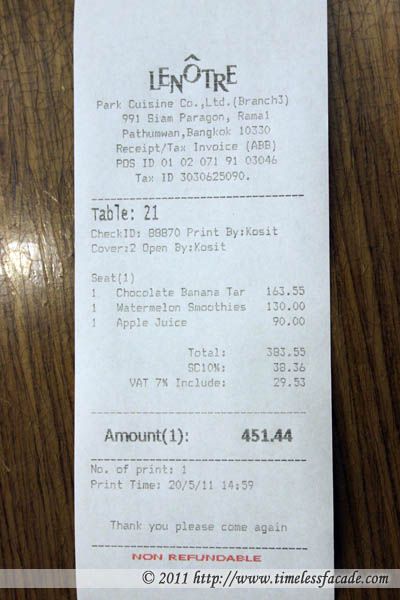 LENÔTRE
Park Cuisine Co.,Ltd.(Branch3)
991 Siam Paragon, Rama1
Pathumwan,Bangkok 10330
Receipt/Tax Invoice (ABB)
POS ID 01 02 071 91 03046
Tax ID 3030625090.
Table: 21
CheckID: 88870 Print By:Kosit
Cover:2 Open By:Kosit
Seat(1)
1 Chocolate Banana Tar 163.55
1 Watermelon Smoothies 130.00
1 Apple Juice 90.00
Total: 383.55
SC10%: 38.36
VAT 7% Include: 29.53
Amount(1): 451.44
No. of print: 1
Print Time: 20/5/11 14:59
Thank you please come again
NON REFUNDABLE
© 2011 http://www.timelessfacade.com/